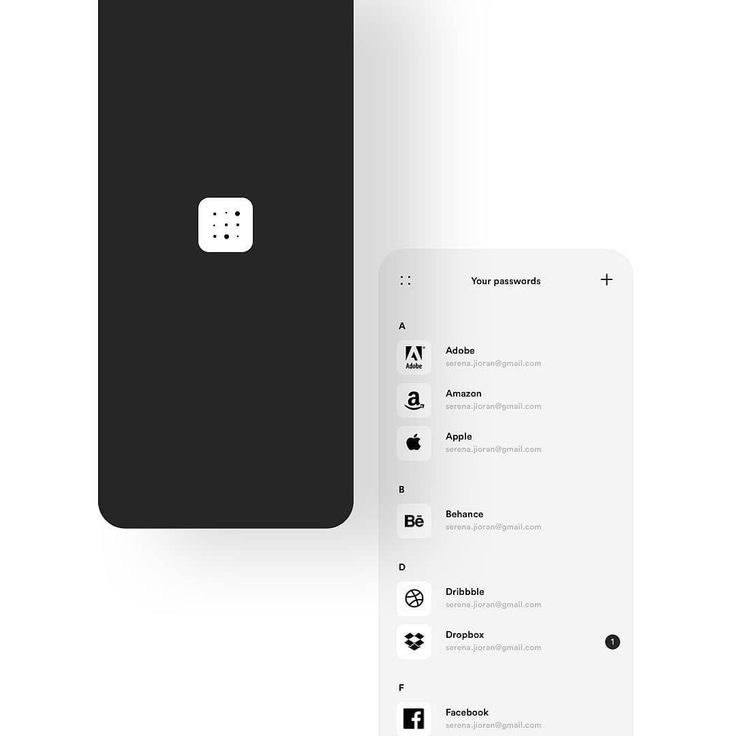 Your passwords
A
Adobe
Adobe
serena.jioran@gmail.com
a
Amazon
serena.jioran@gmail.com
Apple
serena.jioran@gmail.com
B
Bē
Behance
serena.jioran@gmail.com
D
Dribbble
serena.jioran@gmail.com
Dropbox
serena.jioran@gmail.com
1
F
f
Facebook
serena.jioran@gmail.com